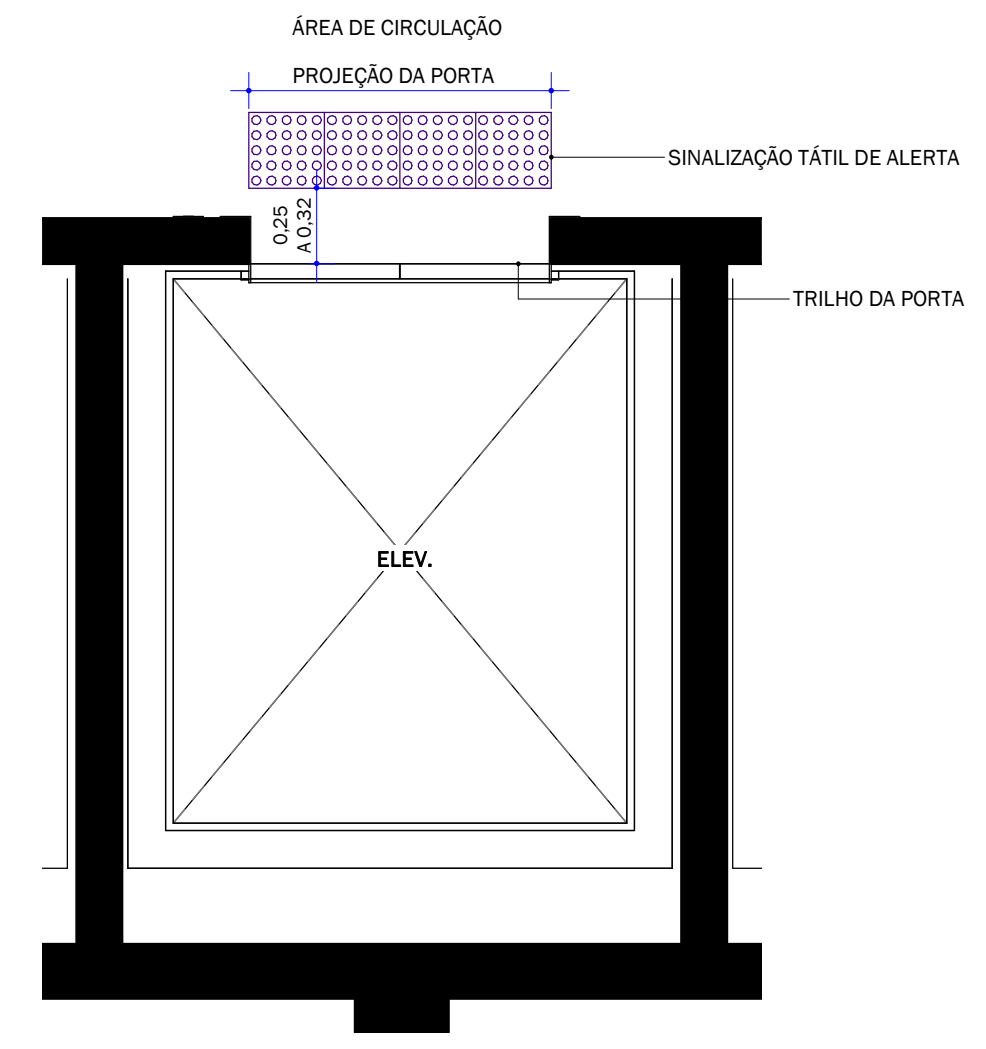 ÁREA DE CIRCULAÇÃO
PROJEÇÃO DA PORTA
SINALIZAÇÃO TÁTIL DE ALERTA
0,25
A 0,32
TRILHO DA PORTA
ELEV.